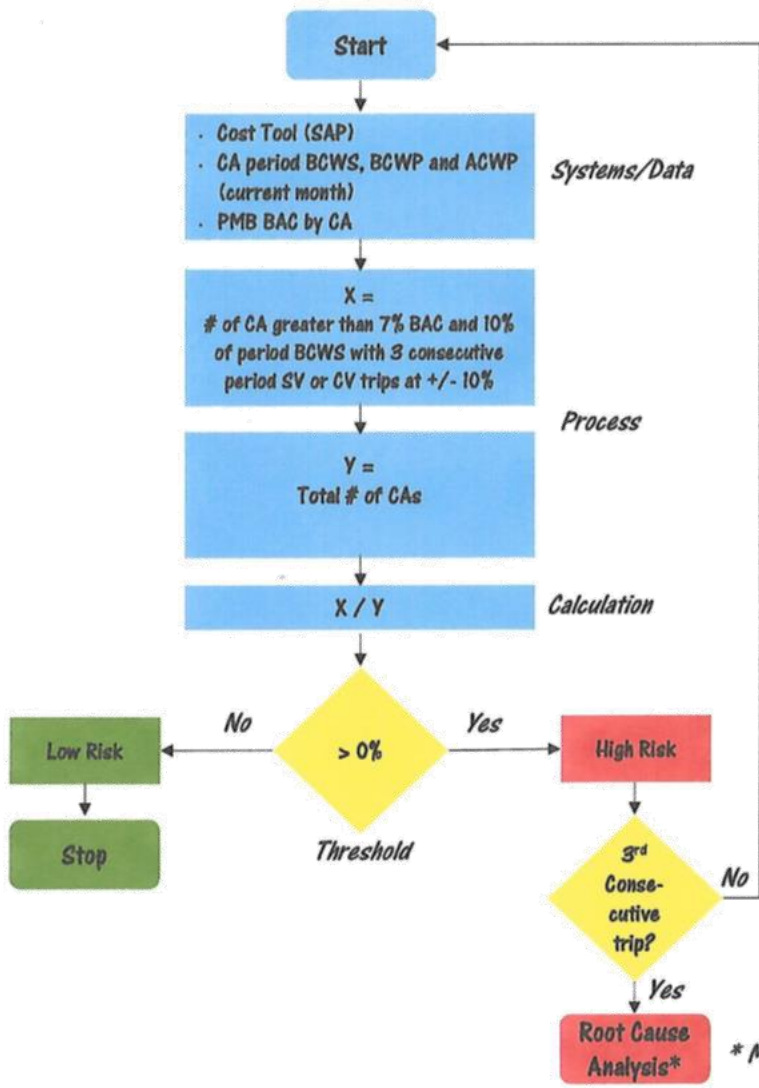 Start
· Cost Tool (SAP)
· CA period BCWS, BCWP and ACWP
(current month)
· PMB BAC by CA
Systems/Data
X =
# of CA greater than 7% BAC and 10%
of period BCWS with 3 consecutive
period SV or CV trips at +/- 10%
Process
Y =
Total # of CAs
X / Y
Calculation
No
Yes
Low Risk
> 0%
High Risk
Stop
Threshold
3rd
Conse-
cutive
trip?
No
Yes
Root Cause
Analysis*
*